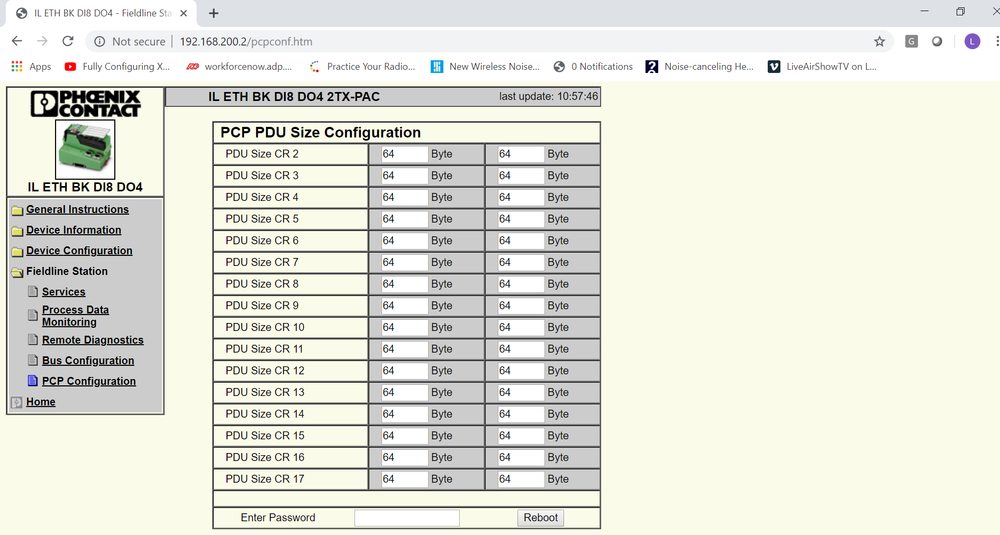 IL ETH BK DI8 DO4 - Fieldline Sta
Not secure | 192.168.200.2/pcpconf.htm
G
L
Apps
Fully Configuring X...
ADP workforcenow.adp....
Practice Your Radio...
New Wireless Noise...
0 Notifications
Noise-canceling He...
LiveAirShowTV on L...
PHŒNIX
CONTACT
IL ETH BK DI8 DO4
General Instructions
Device Information
Device Configuration
Fieldline Station
Services
Process Data
Monitoring
Remote Diagnostics
Bus Configuration
PCP Configuration
Home
IL ETH BK DI8 DO4 2TX-PAC last update: 10:57:46
PCP PDU Size Configuration
PDU Size CR 2 64 Byte 64 Byte
PDU Size CR 3 64 Byte 64 Byte
PDU Size CR 4 64 Byte 64 Byte
PDU Size CR 5 64 Byte 64 Byte
PDU Size CR 6 64 Byte 64 Byte
PDU Size CR 7 64 Byte 64 Byte
PDU Size CR 8 64 Byte 64 Byte
PDU Size CR 9 64 Byte 64 Byte
PDU Size CR 10 64 Byte 64 Byte
PDU Size CR 11 64 Byte 64 Byte
PDU Size CR 12 64 Byte 64 Byte
PDU Size CR 13 64 Byte 64 Byte
PDU Size CR 14 64 Byte 64 Byte
PDU Size CR 15 64 Byte 64 Byte
PDU Size CR 16 64 Byte 64 Byte
PDU Size CR 17 64 Byte 64 Byte
Enter Password Reboot